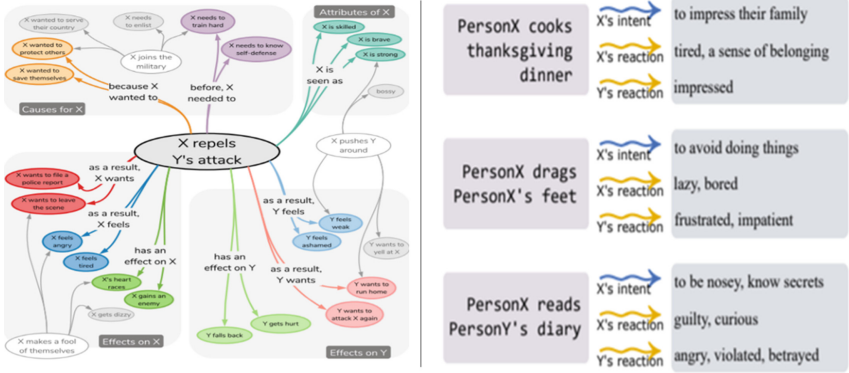 X wanted to serve
their country
X needs
to enlist
X needs to
train hard
Attributes of X
X is skilled
X is brave
X is strong
X wanted to
protect others
X joins the
military
X needs to know
self-defense
X wanted to
save themselves
because X
wanted to
before, X
needed to
X is
seen as
bossy
Causes for X
X repels
Y's attack
X pushes Y
around
X wants to file a
police report
as a result,
X wants
X wants to leave
the scene
as a result,
X feels
X feels
angry
X feels
tired
has an
effect on X
X's heart
races
X gains an
enemy
X gets dizzy
X makes a fool
of themselves
Effects on X
as a result,
Y feels
Y feels
weak
Y feels
ashamed
Y wants to
yell at X
has an
effect on Y
as a result,
Y wants
Y wants to
run home
Y wants to
attack X again
Y gets hurt
Y falls back
Effects on Y
PersonX cooks
thanksgiving
dinner
X's intent
to impress their family
X's reaction
tired, a sense of belonging
Y's reaction
impressed
PersonX drags
PersonX's feet
X's intent
to avoid doing things
X's reaction
lazy, bored
Y's reaction
frustrated, impatient
PersonX reads
PersonY's diary
X's intent
to be nosey, know secrets
X's reaction
guilty, curious
Y's reaction
angry, violated, betrayed